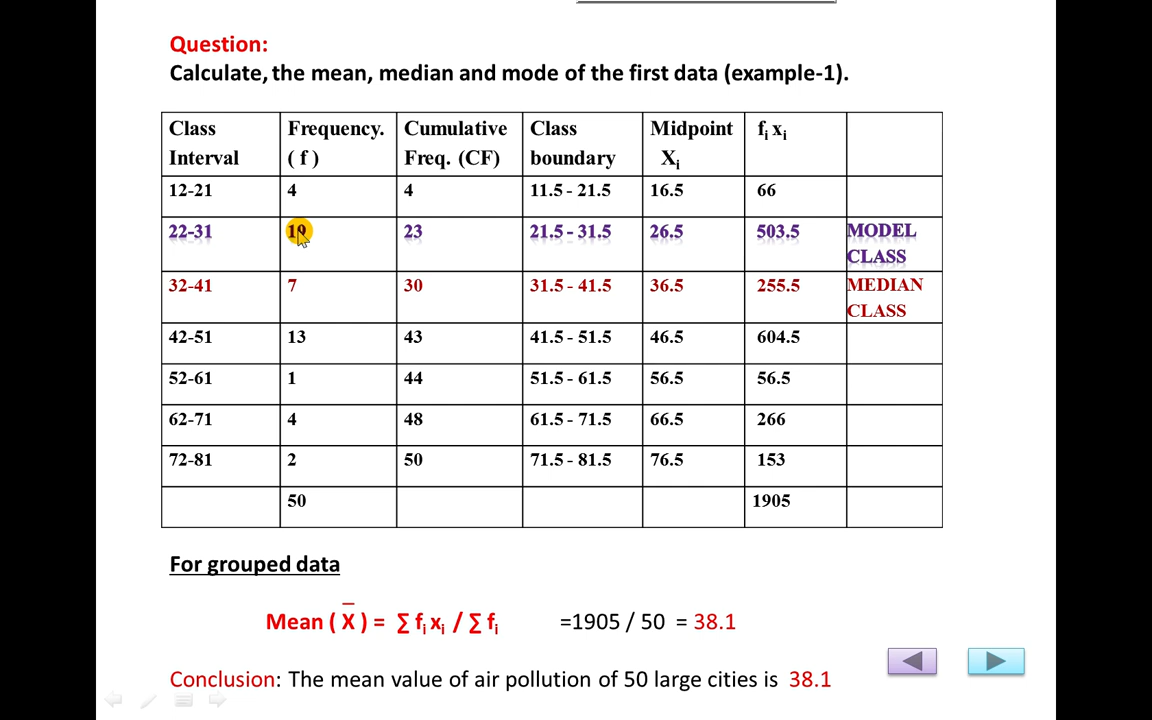 Question:
Calculate, the mean, median and mode of the first data (example-1).
Class Interval Frequency. ( f ) Cumulative Freq. (CF) Class boundary Midpoint Xi fi xi
12-21 4 4 11.5 - 21.5 16.5 66
22-31 19 23 21.5 - 31.5 26.5 503.5 MODEL CLASS
32-41 7 30 31.5 - 41.5 36.5 255.5 MEDIAN CLASS
42-51 13 43 41.5 - 51.5 46.5 604.5
52-61 1 44 51.5 - 61.5 56.5 56.5
62-71 4 48 61.5 - 71.5 66.5 266
72-81 2 50 71.5 - 81.5 76.5 153
50 1905
For grouped data
Mean ( X̄ ) = ∑ fi xi / ∑ fi =1905 / 50 = 38.1
Conclusion: The mean value of air pollution of 50 large cities is 38.1